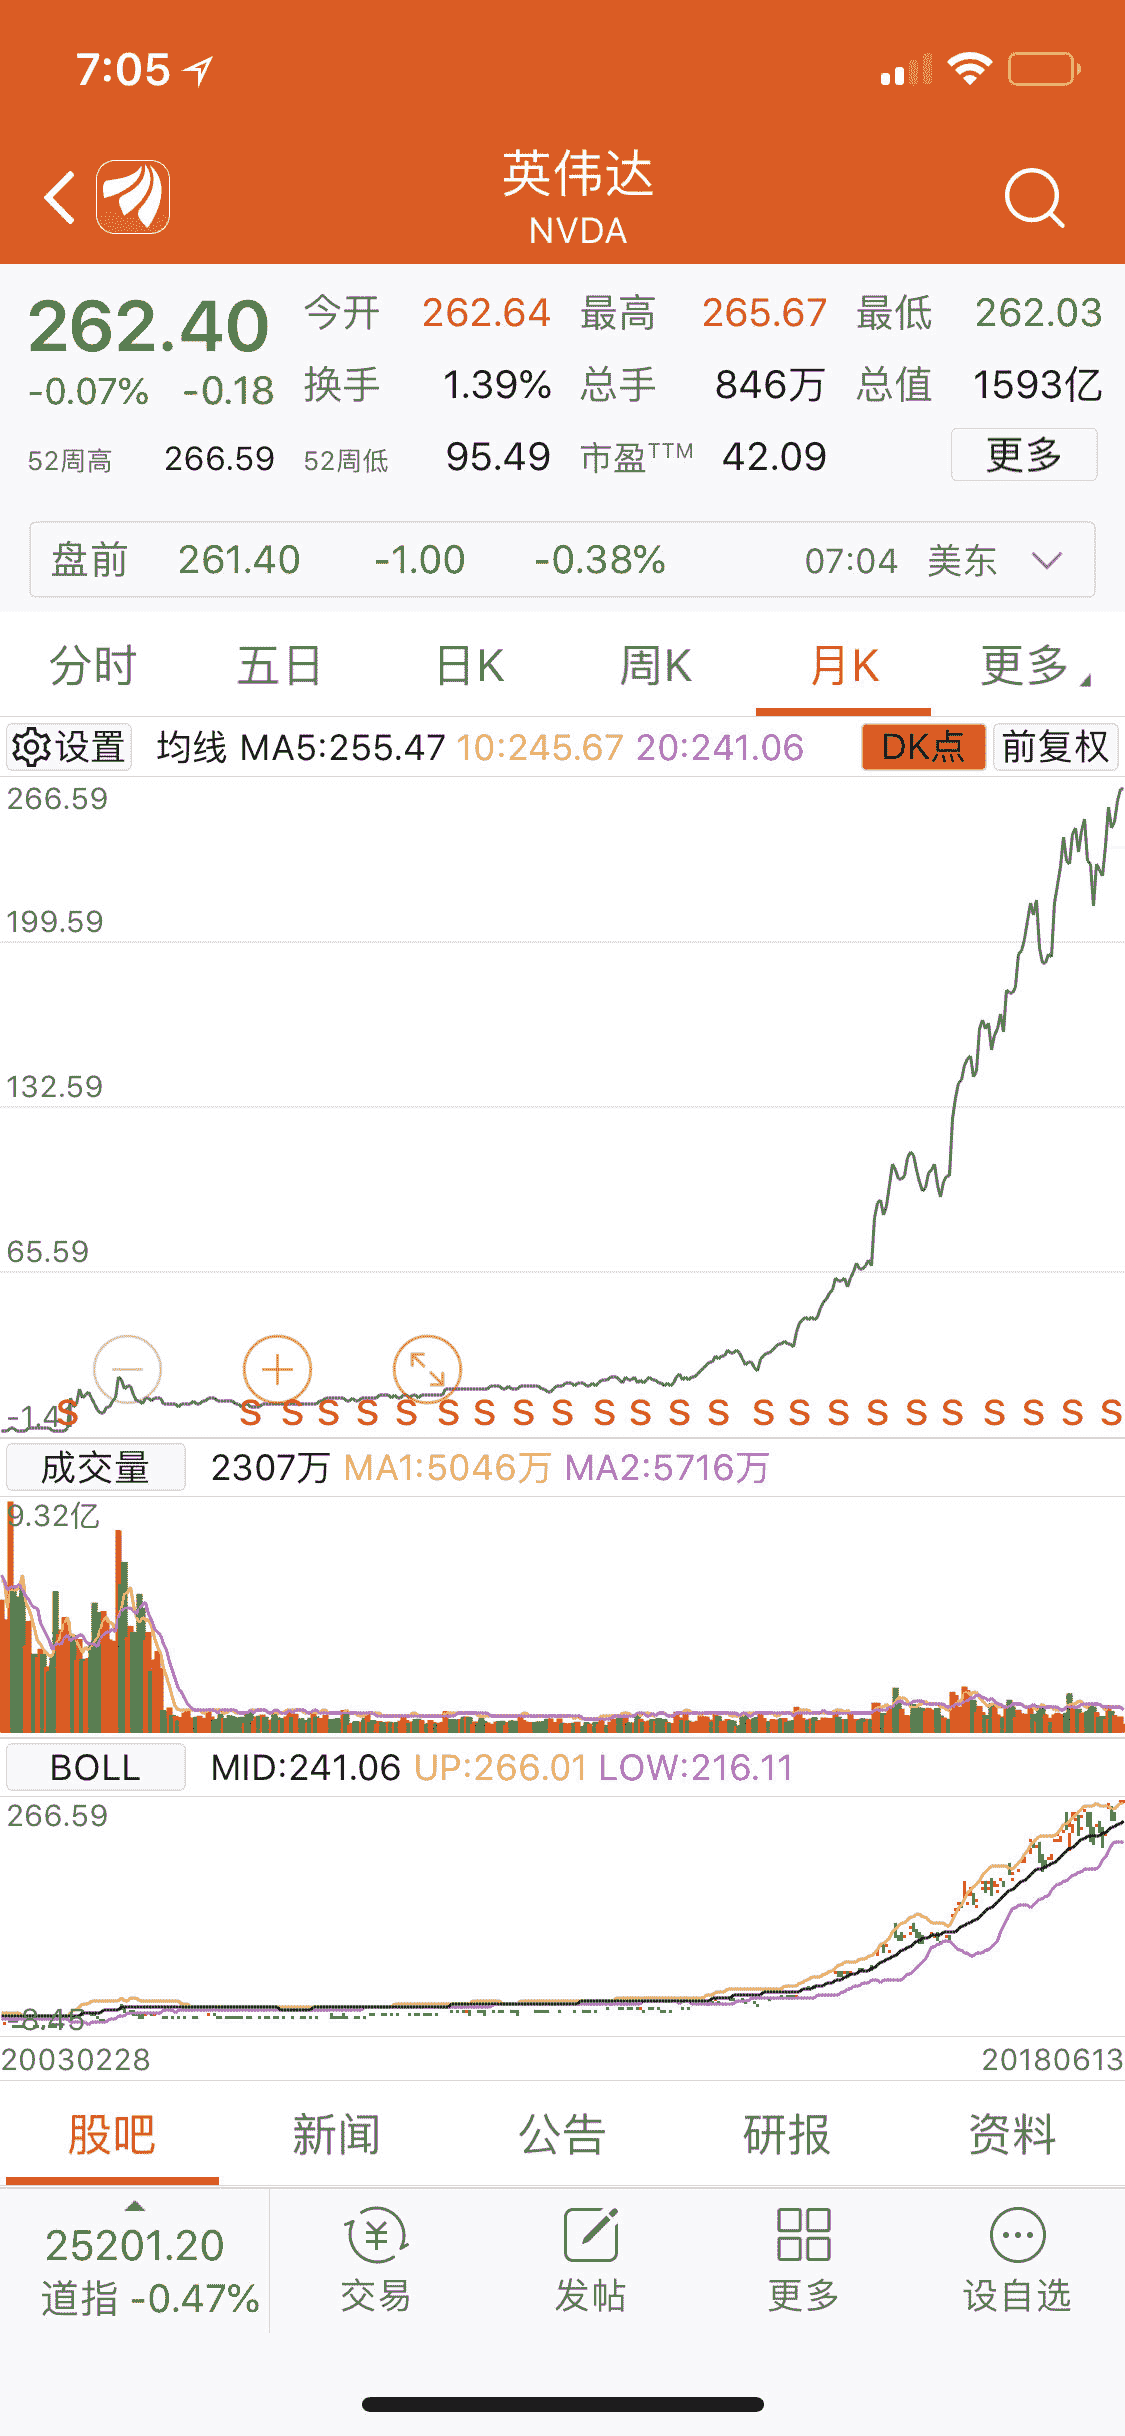 7:05
英伟达
NVDA
262.40 今开 262.64 最高 265.67 最低 262.03
-0.07% -0.18 换手 1.39% 总手 846万 总值 1593亿
52周高 266.59 52周低 95.49 市盈TTM 42.09 更多
盘前 261.40 -1.00 -0.38% 07:04 美东
分时 五日 日K 周K 月K 更多
设置 均线 MA5:255.47 10:245.67 20:241.06 DK点 前复权
266.59
199.59
132.59
65.59
-1.41 S S S S S S S S S S S S S S S S S S S S S S S S
成交量 2307万 MA1:5046万 MA2:5716万
9.32亿
BOLL MID:241.06 UP:266.01 LOW:216.11
266.59
-8.45
20030228 20180613
股吧 新闻 公告 研报 资料
25201.20
道指 -0.47% 交易 发帖 更多 设自选